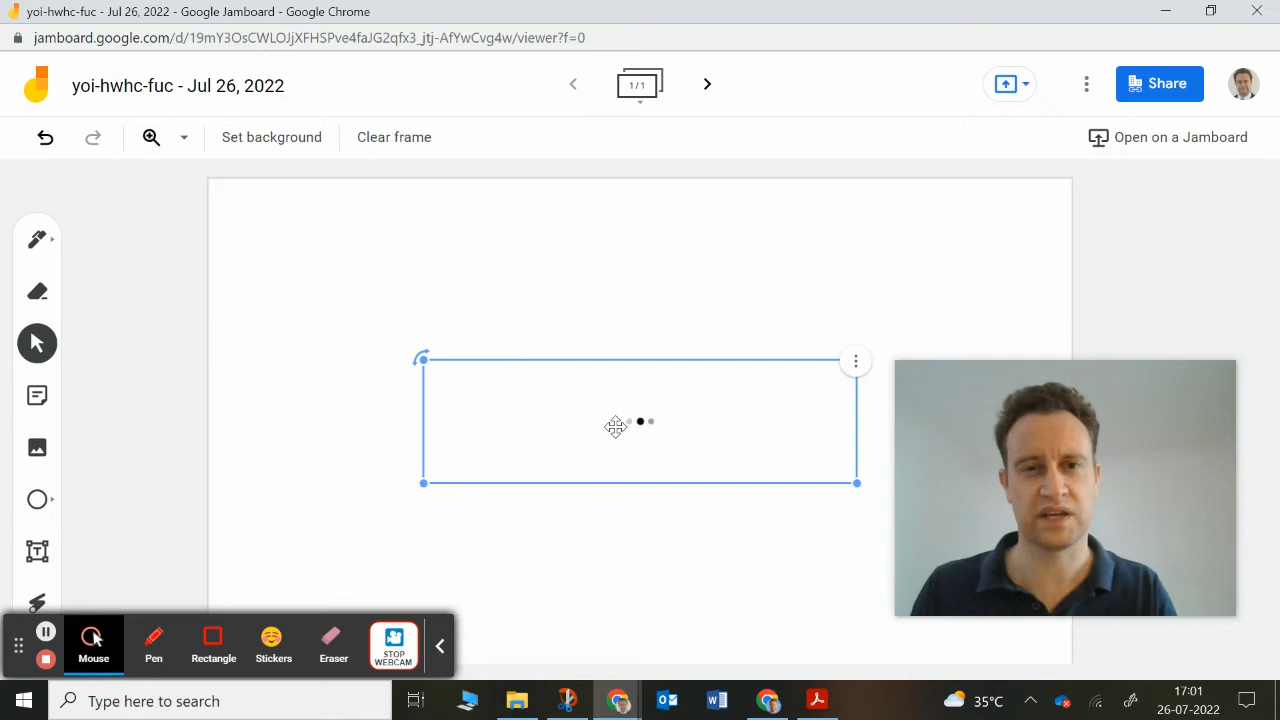 yoi-hwhc-fuc - Jul 26, 2022 - Google Jamboard - Google Chrome
jamboard.google.com/d/19mY3OsCWLOJjXFHSPve4faJG2qfx3_jtj-AfYwCvg4w/viewer?f=0
yoi-hwhc-fuc - Jul 26, 2022
1/1
Share
Set background
Clear frame
Open on a Jamboard
Mouse
Pen
Rectangle
Stickers
Eraser
STOP
WEBCAM
Type here to search
35°C
17:01
26-07-2022